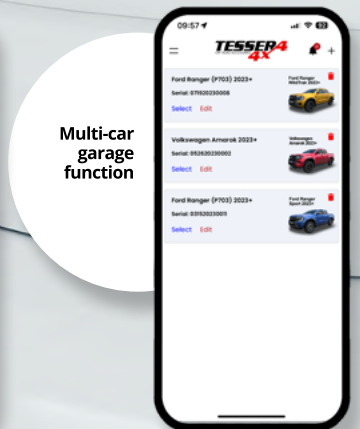 Multi-car
garage
function
09:57
92
TESSER4
4X
Ford Ranger (P703) 2023+
Serial: 071520230008
Select Edit
Ford Ranger
WildTrak 2023+
Volkswagen Amarok 2023+
Serial: 052620230002
Select Edit
Volkswagen
Amarok 2023+
Ford Ranger (P703) 2023+
Select Edit
Ford Ranger
Sport 2023+